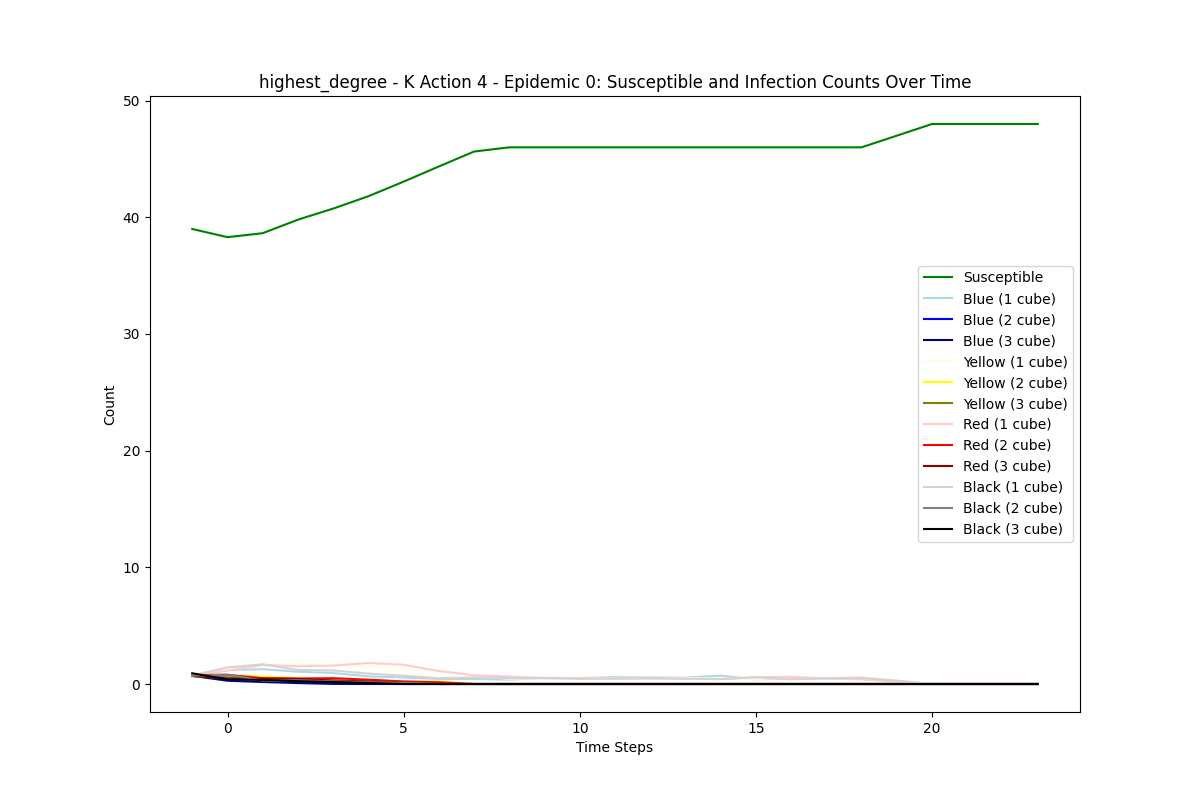 highest_degree - K Action 4 - Epidemic 0: Susceptible and Infection Counts Over Time
50
40
30
20
10
0
Count
Susceptible
Blue (1 cube)
Blue (2 cube)
Blue (3 cube)
Yellow (1 cube)
Yellow (2 cube)
Yellow (3 cube)
Red (1 cube)
Red (2 cube)
Red (3 cube)
Black (1 cube)
Black (2 cube)
Black (3 cube)
0 5 10 15 20
Time Steps